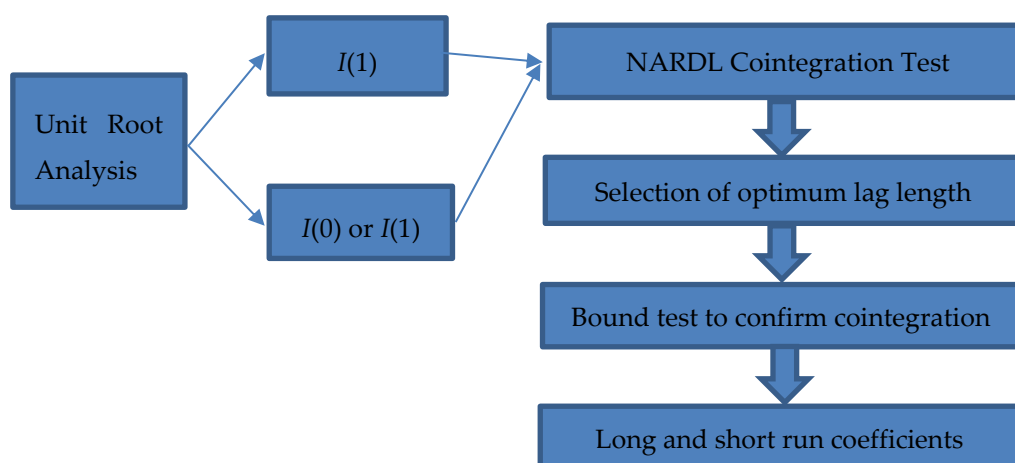 Unit Root
Analysis
I(1)
I(0) or I(1)
NARDL Cointegration Test
Selection of optimum lag length
Bound test to confirm cointegration
Long and short run coefficients